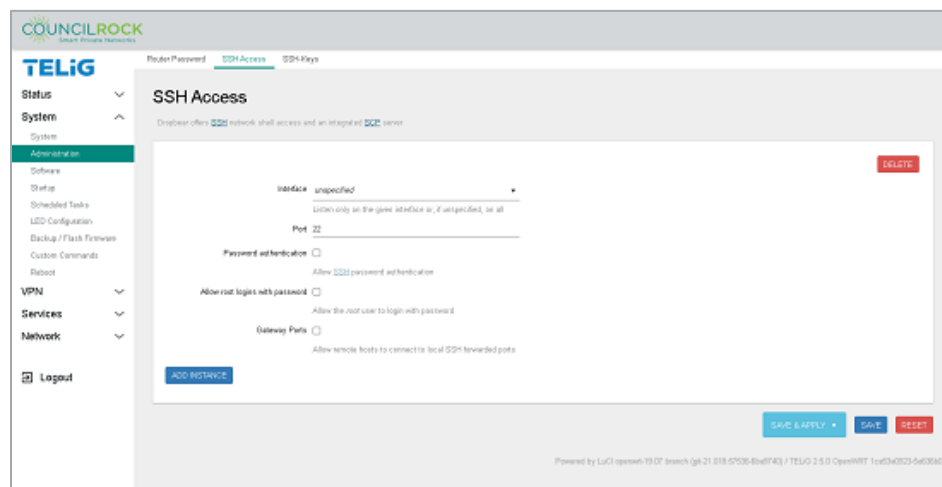 COUNCILROCK
Smart Private Networks
TELiG
Status
System
System
Administration
Software
Startup
Scheduled Tasks
LED Configuration
Backup / Flash Firmware
Custom Commands
Reboot
VPN
Services
Network
Logout
Router Password SSH Access SSH-Keys
SSH Access
Dropbear offers SSH network shell access and an integrated SCP server
DELETE
Interface unspecified
Listen only on the given interface or, if unspecified, on all
Port 22
Password authentication
Allow SSH password authentication
Allow root logins with password
Allow the root user to login with password
Gateway Ports
Allow remote hosts to connect to local SSH forwarded ports
ADD INSTANCE
SAVE & APPLY SAVE RESET
Powered by LuCI openwrt-19.07 branch / TELiG 2.5.0 OpenWRT